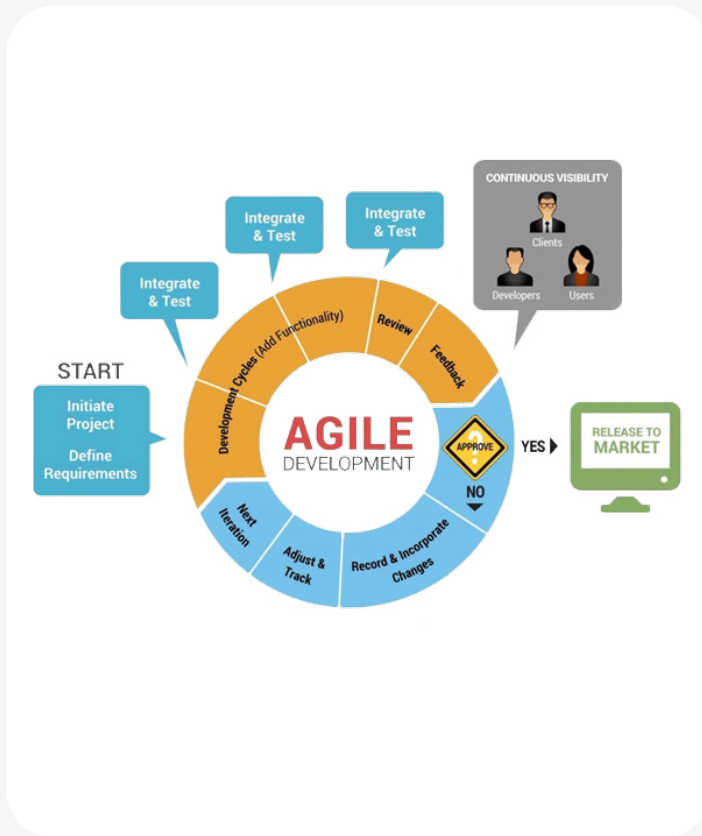 START
Initiate
Project
Define
Requirements
Integrate
& Test
Integrate
& Test
Integrate
& Test
CONTINUOUS VISIBILITY
Clients
Developers
Users
Development Cycles (Add Functionality)
Review
Feedback
AGILE
DEVELOPMENT
?
APPROVE
YES
NO
RELEASE TO
MARKET
Record & Incorporate
Changes
Adjust &
Track
Next
Iteration